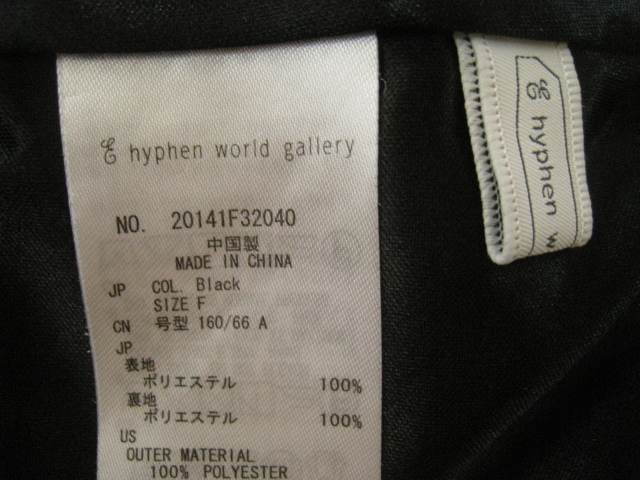 hyphen world gallery
NO. 20141F32040
中国製
MADE IN CHINA
JP COL. Black
SIZE F
CN 号型 160/66 A
JP
表地
ポリエステル 100%
裏地
ポリエステル 100%
US
OUTER MATERIAL
100% POLYESTER
hyphen w